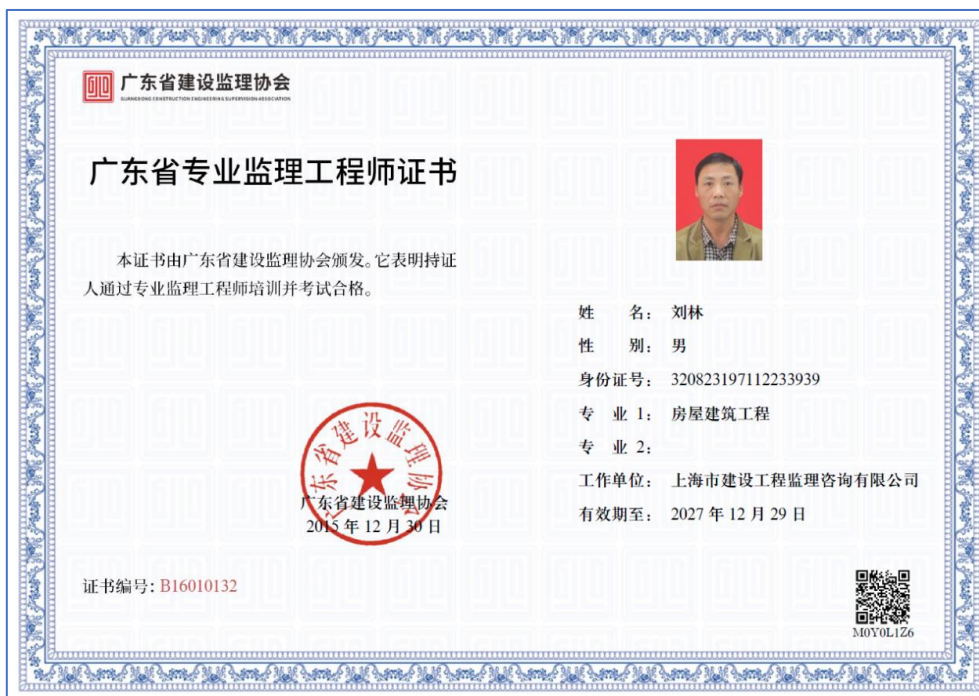 广东省建设监理协会
GUANGDONG CONSTRUCTION ENGINEERING SUPERVISION ASSOCIATION
广东省专业监理工程师证书
本证书由广东省建设监理协会颁发。它表明持证
人通过专业监理工程师培训并考试合格。
广东省建设监理协会
广东省建设监理协会
2015 年 12 月 30 日
证书编号：B16010132
姓 名： 刘林
性 别： 男
身份证号： 320823197112233939
专 业 1： 房屋建筑工程
专 业 2：
工作单位： 上海市建设工程监理咨询有限公司
有效期至： 2027 年 12 月 29 日
M0Y0L1Z6